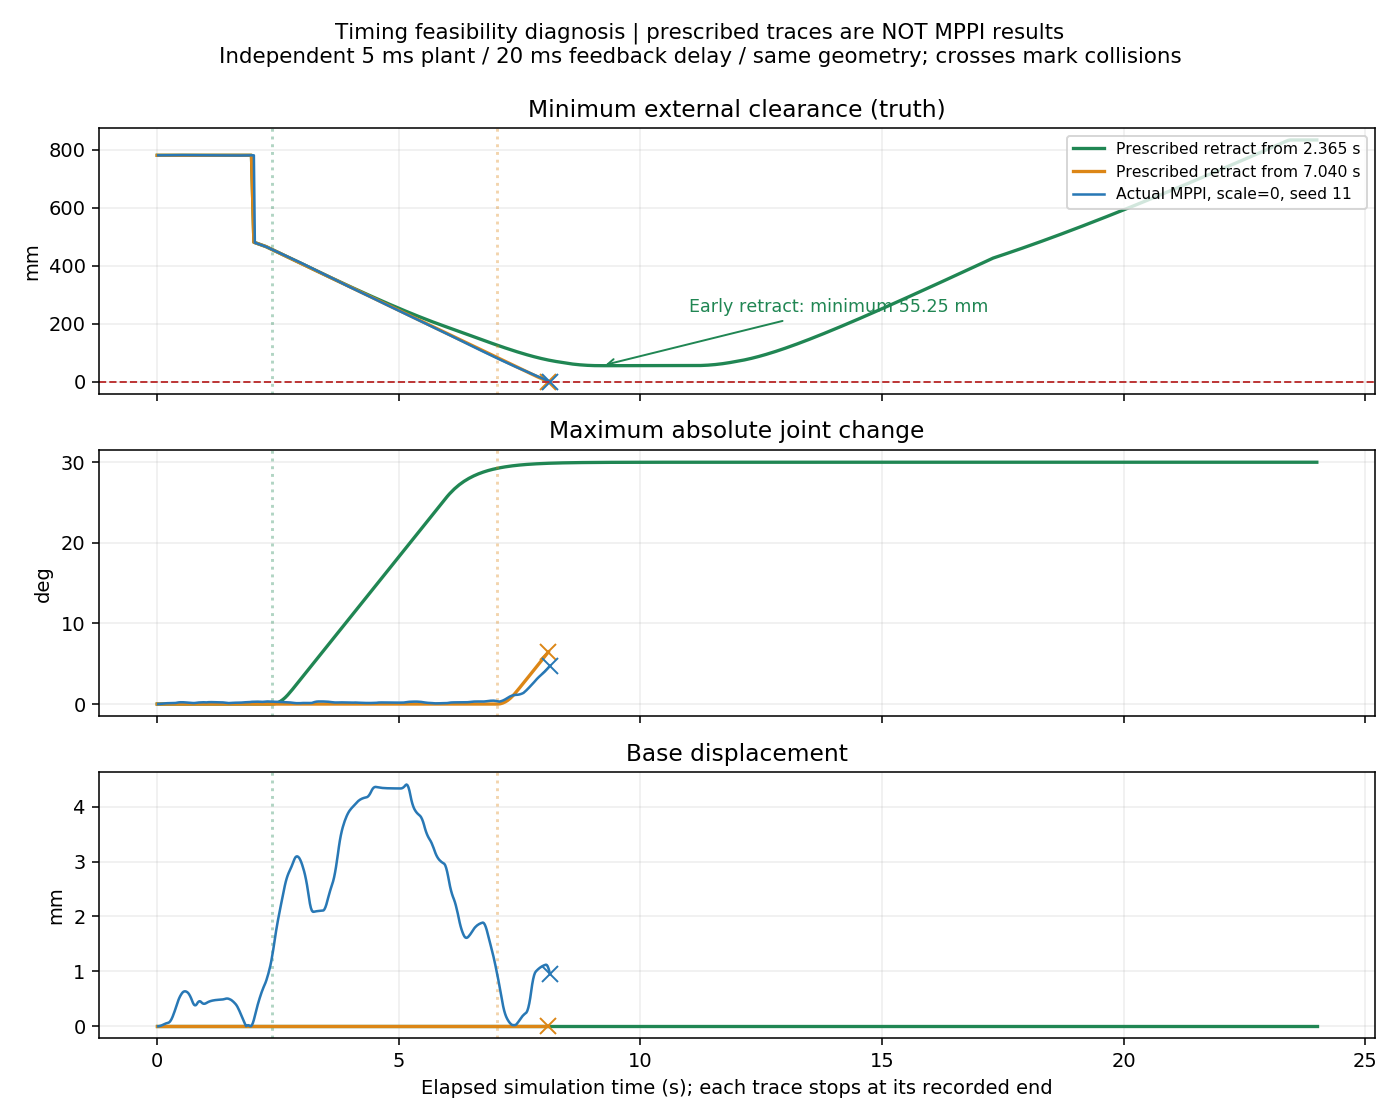 Timing feasibility diagnosis | prescribed traces are NOT MPPI results
Independent 5 ms plant / 20 ms feedback delay / same geometry; crosses mark collisions
Minimum external clearance (truth)
800
600
400
200
0
mm
Prescribed retract from 2.365 s
Prescribed retract from 7.040 s
Actual MPPI, scale=0, seed 11
Early retract: minimum 55.25 mm
Maximum absolute joint change
30
20
10
0
deg
Base displacement
4
3
2
1
0
mm
0 5 10 15 20 25
Elapsed simulation time (s); each trace stops at its recorded end